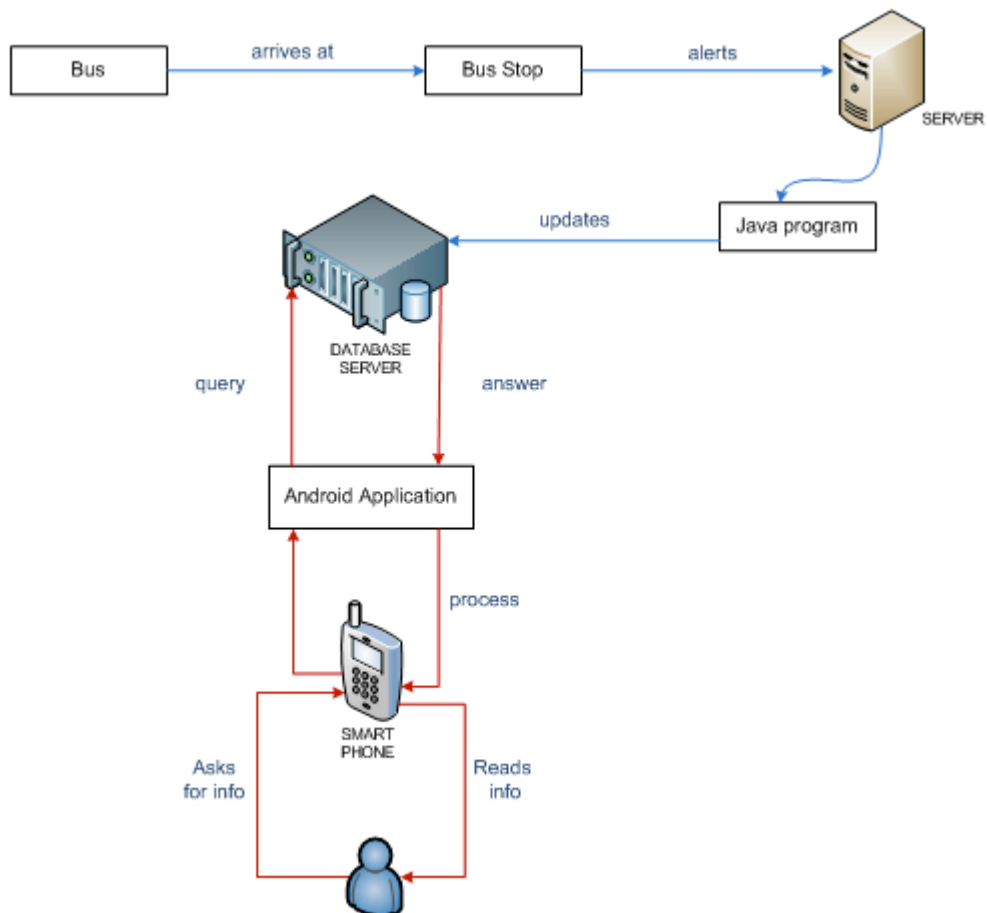 Bus
arrives at
Bus Stop
alerts
SERVER
Java program
updates
DATABASE
SERVER
query
answer
Android Application
process
SMART
PHONE
Asks
for info
Reads
info